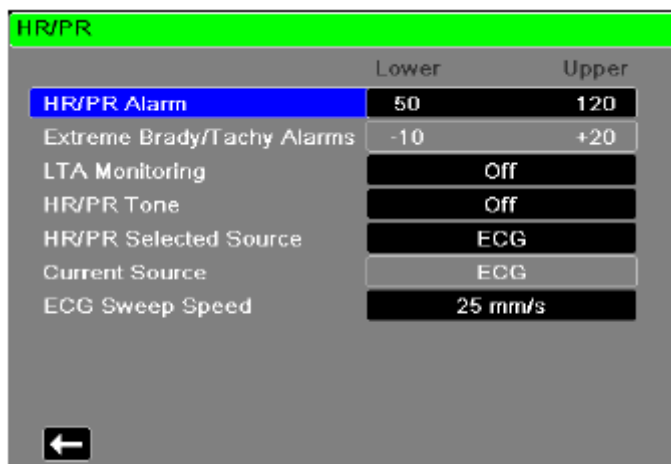 HR/PR
Lower Upper
HR/PR Alarm 50 120
Extreme Brady/Tachy Alarms -10 +20
LTA Monitoring Off
HR/PR Tone Off
HR/PR Selected Source ECG
Current Source ECG
ECG Sweep Speed 25 mm/s